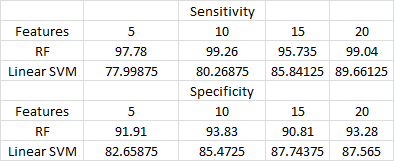 Sensitivity
Features 5 10 15 20
RF 97.78 99.26 95.735 99.04
Linear SVM 77.99875 80.26875 85.84125 89.66125
Specificity
Features 5 10 15 20
RF 91.91 93.83 90.81 93.28
Linear SVM 82.65875 85.4725 87.74375 87.565